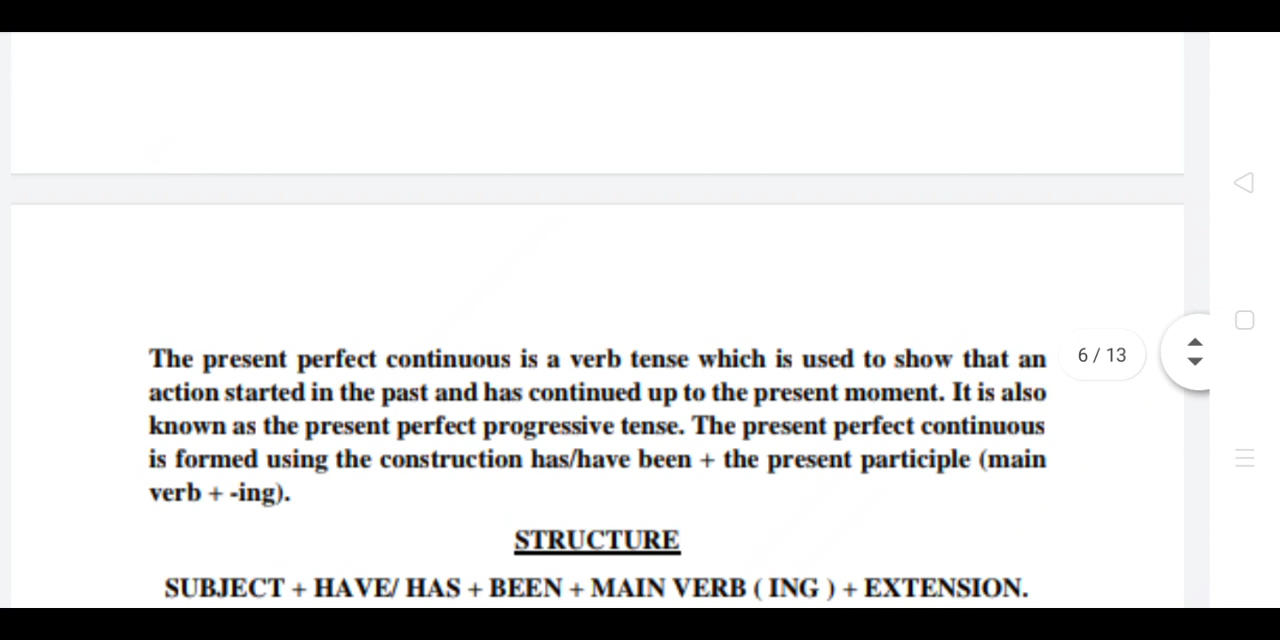 The present perfect continuous is a verb tense which is used to show that an
action started in the past and has continued up to the present moment. It is also
known as the present perfect progressive tense. The present perfect continuous
is formed using the construction has/have been + the present participle (main
verb + -ing).
STRUCTURE
SUBJECT + HAVE/ HAS + BEEN + MAIN VERB ( ING ) + EXTENSION.
6 / 13